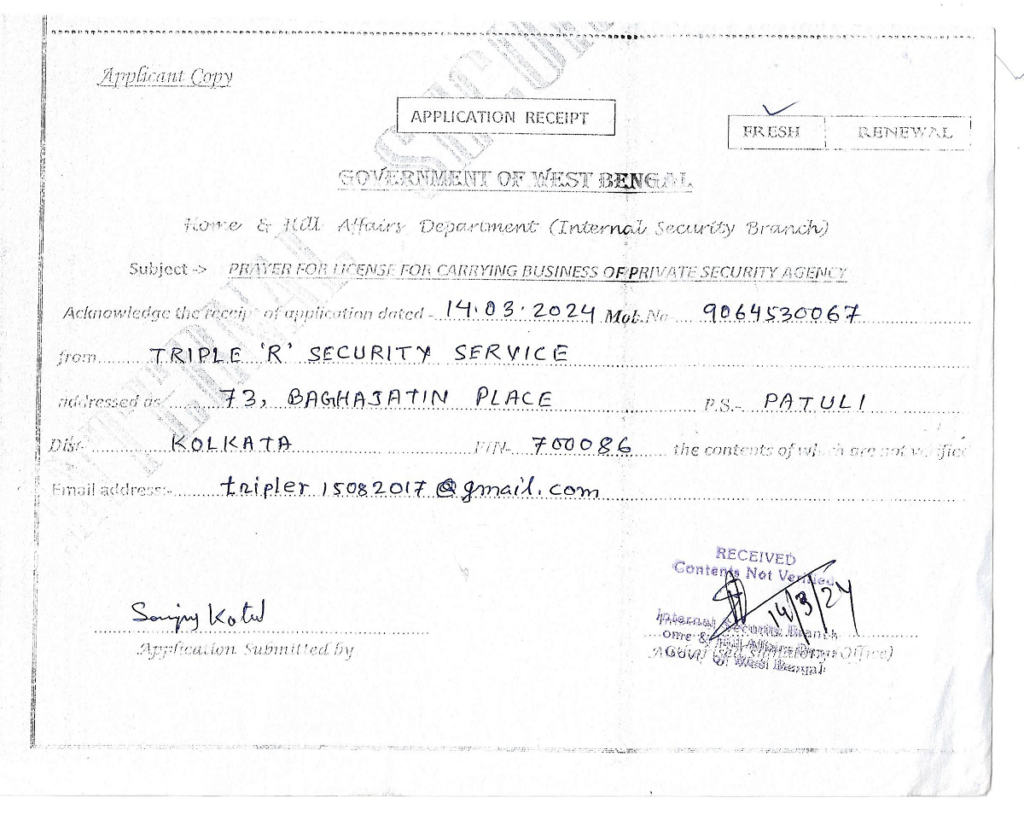 Applicant Copy
APPLICATION RECEIPT
FRESH RENEWAL
GOVERNMENT OF WEST BENGAL
Home & Hill Affairs Department (Internal Security Branch)
Subject -> PRAYER FOR LICENSE FOR CARRYING BUSINESS OF PRIVATE SECURITY AGENCY
Acknowledge the receipt of application dated - 14.03.2024 Mob.No 9064530067
from TRIPLE 'R' SECURITY SERVICE
addressed as 73, BAGHAJATIN PLACE P.S.- PATULI
Dist- KOLKATA PIN- 700086 the contents of which are not verified
Email address:- tripler15082017@gmail.com
RECEIVED
Contents Not Verified
14/3/24
Internal Security Branch
Home & Hill Affairs
Govt. of West Bengal
Office)
Application Submitted by